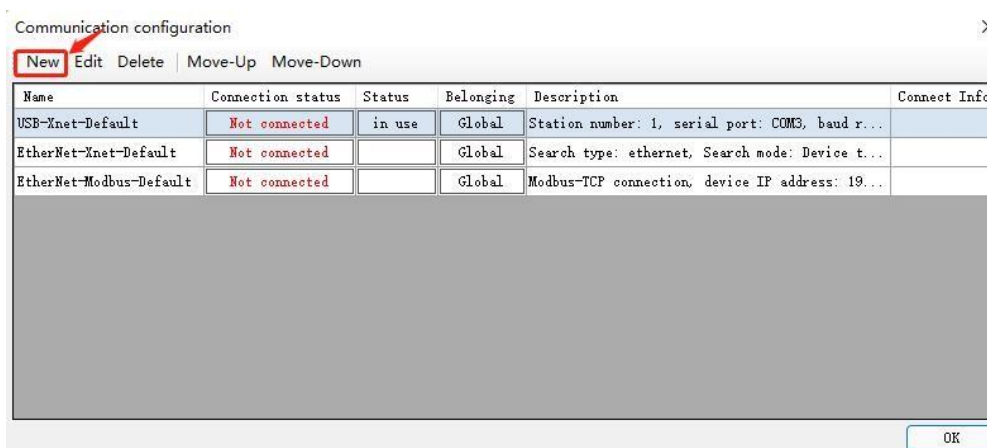 Communication configuration
New Edit Delete Move-Up Move-Down
Name Connection status Status Belonging Description Connect Info
USB-Xnet-Default Not connected in use Global Station number: 1, serial port: COM3, baud r...
EtherNet-Xnet-Default Not connected Global Search type: ethernet, Search mode: Device t...
EtherNet-Modbus-Default Not connected Global Modbus-TCP connection, device IP address: 19...
OK